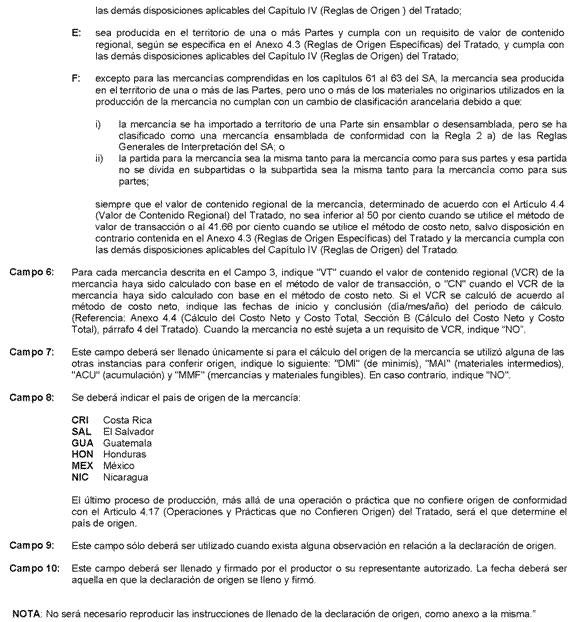 las demás disposiciones aplicables del Capítulo IV (Reglas de Origen ) del Tratado;
E: sea producida en el territorio de una o más Partes y cumpla con un requisito de valor de contenido
regional, según se especifica en el Anexo 4.3 (Reglas de Origen Específicas) del Tratado, y cumpla con
las demás disposiciones aplicables del Capítulo IV (Reglas de Origen) del Tratado;
F: excepto para las mercancías comprendidas en los capítulos 61 al 63 del SA, la mercancía sea producida
en el territorio de una o más de las Partes, pero uno o más de los materiales no originarios utilizados en la
producción de la mercancía no cumplan con un cambio de clasificación arancelaria debido a que:
i) la mercancía se ha importado a territorio de una Parte sin ensamblar o desensamblada, pero se ha
clasificado como una mercancía ensamblada de conformidad con la Regla 2 a) de las Reglas
Generales de Interpretación del SA; o
ii) la partida para la mercancía sea la misma tanto para la mercancía como para sus partes y esa partida
no se divida en subpartidas o la subpartida sea la misma tanto para la mercancía como para sus
partes;
siempre que el valor de contenido regional de la mercancía, determinado de acuerdo con el Artículo 4.4
(Valor de Contenido Regional) del Tratado, no sea inferior al 50 por ciento cuando se utilice el método de
valor de transacción o al 41.66 por ciento cuando se utilice el método de costo neto, salvo disposición en
contrario contenida en el Anexo 4.3 (Reglas de Origen Específicas) del Tratado y la mercancía cumpla con
las demás disposiciones aplicables del Capítulo IV (Reglas de Origen) del Tratado.
Campo 6: Para cada mercancía descrita en el Campo 3, indique "VT" cuando el valor de contenido regional (VCR) de la
mercancía haya sido calculado con base en el método de valor de transacción, o "CN" cuando el VCR de la
mercancía haya sido calculado con base en el método de costo neto. Si el VCR se calculó de acuerdo al
método de costo neto, indique las fechas de inicio y conclusión (día/mes/año) del periodo de cálculo.
(Referencia: Anexo 4.4 (Cálculo del Costo Neto y Costo Total, Sección B (Cálculo del Costo Neto y Costo
Total), párrafo 4 del Tratado). Cuando la mercancía no esté sujeta a un requisito de VCR, indique "NO".
Campo 7: Este campo deberá ser llenado únicamente si para el cálculo del origen de la mercancía se utilizó alguna de las
otras instancias para conferir origen, indique lo siguiente: "DMI" (de minimis), "MAI" (materiales intermedios),
"ACU" (acumulación) y "MMF" (mercancías y materiales fungibles). En caso contrario, indique "NO".
Campo 8: Se deberá indicar el país de origen de la mercancía:
CRI Costa Rica
SAL El Salvador
GUA Guatemala
HON Honduras
MEX México
NIC Nicaragua
El último proceso de producción, más allá de una operación o práctica que no confiere origen de conformidad
con el Artículo 4.17 (Operaciones y Prácticas que no Confieren Origen) del Tratado, será el que determine el
país de origen.
Campo 9: Este campo sólo deberá ser utilizado cuando exista alguna observación en relación a la declaración de origen.
Campo 10: Este campo deberá ser llenado y firmado por el productor o su representante autorizado. La fecha deberá ser
aquella en que la declaración de origen se lleno y firmó.
NOTA: No será necesario reproducir las instrucciones de llenado de la declaración de origen, como anexo a la misma."